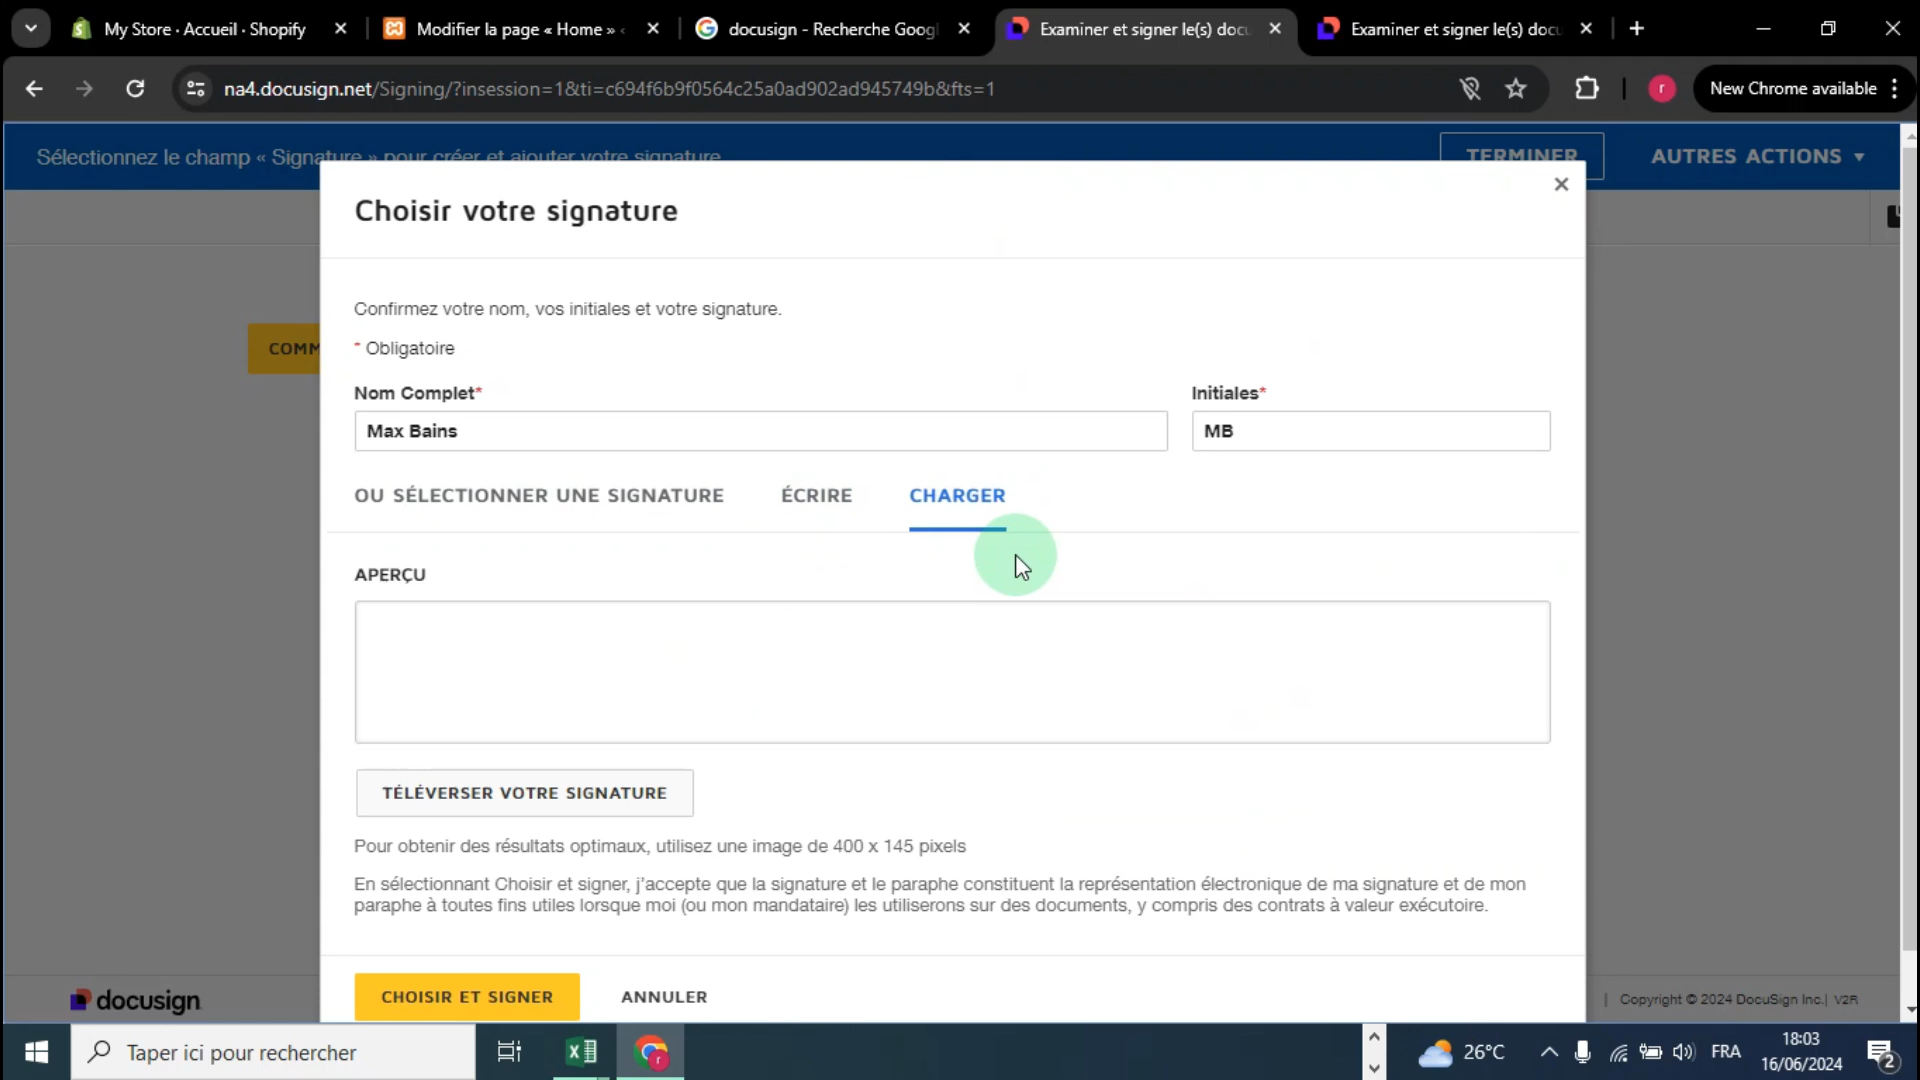 My Store · Accueil · Shopify
Modifier la page « Home » ‹
docusign - Recherche Googl
Examiner et signer le(s) docu
Examiner et signer le(s) docu
na4.docusign.net/Signing/?insession=1&ti=c694f6b9f0564c25a0ad902ad945749b&fts=1
r
New Chrome available
Sélectionnez le champ « Signature » pour créer et ajouter votre signature
TERMINER
AUTRES ACTIONS
Choisir votre signature
Confirmez votre nom, vos initiales et votre signature.
* Obligatoire
COMM
Nom Complet*
Initiales*
Max Bains
MB
OU SÉLECTIONNER UNE SIGNATURE
ÉCRIRE
CHARGER
APERÇU
TÉLÉVERSER VOTRE SIGNATURE
Pour obtenir des résultats optimaux, utilisez une image de 400 x 145 pixels
En sélectionnant Choisir et signer, j'accepte que la signature et le paraphe constituent la représentation électronique de ma signature et de mon
paraphe à toutes fins utiles lorsque moi (ou mon mandataire) les utiliserons sur des documents, y compris des contrats à valeur exécutoire.
CHOISIR ET SIGNER
ANNULER
docusign
| Copyright © 2024 DocuSign Inc.| V2R
Taper ici pour rechercher
26°C
FRA
18:03
16/06/2024
2